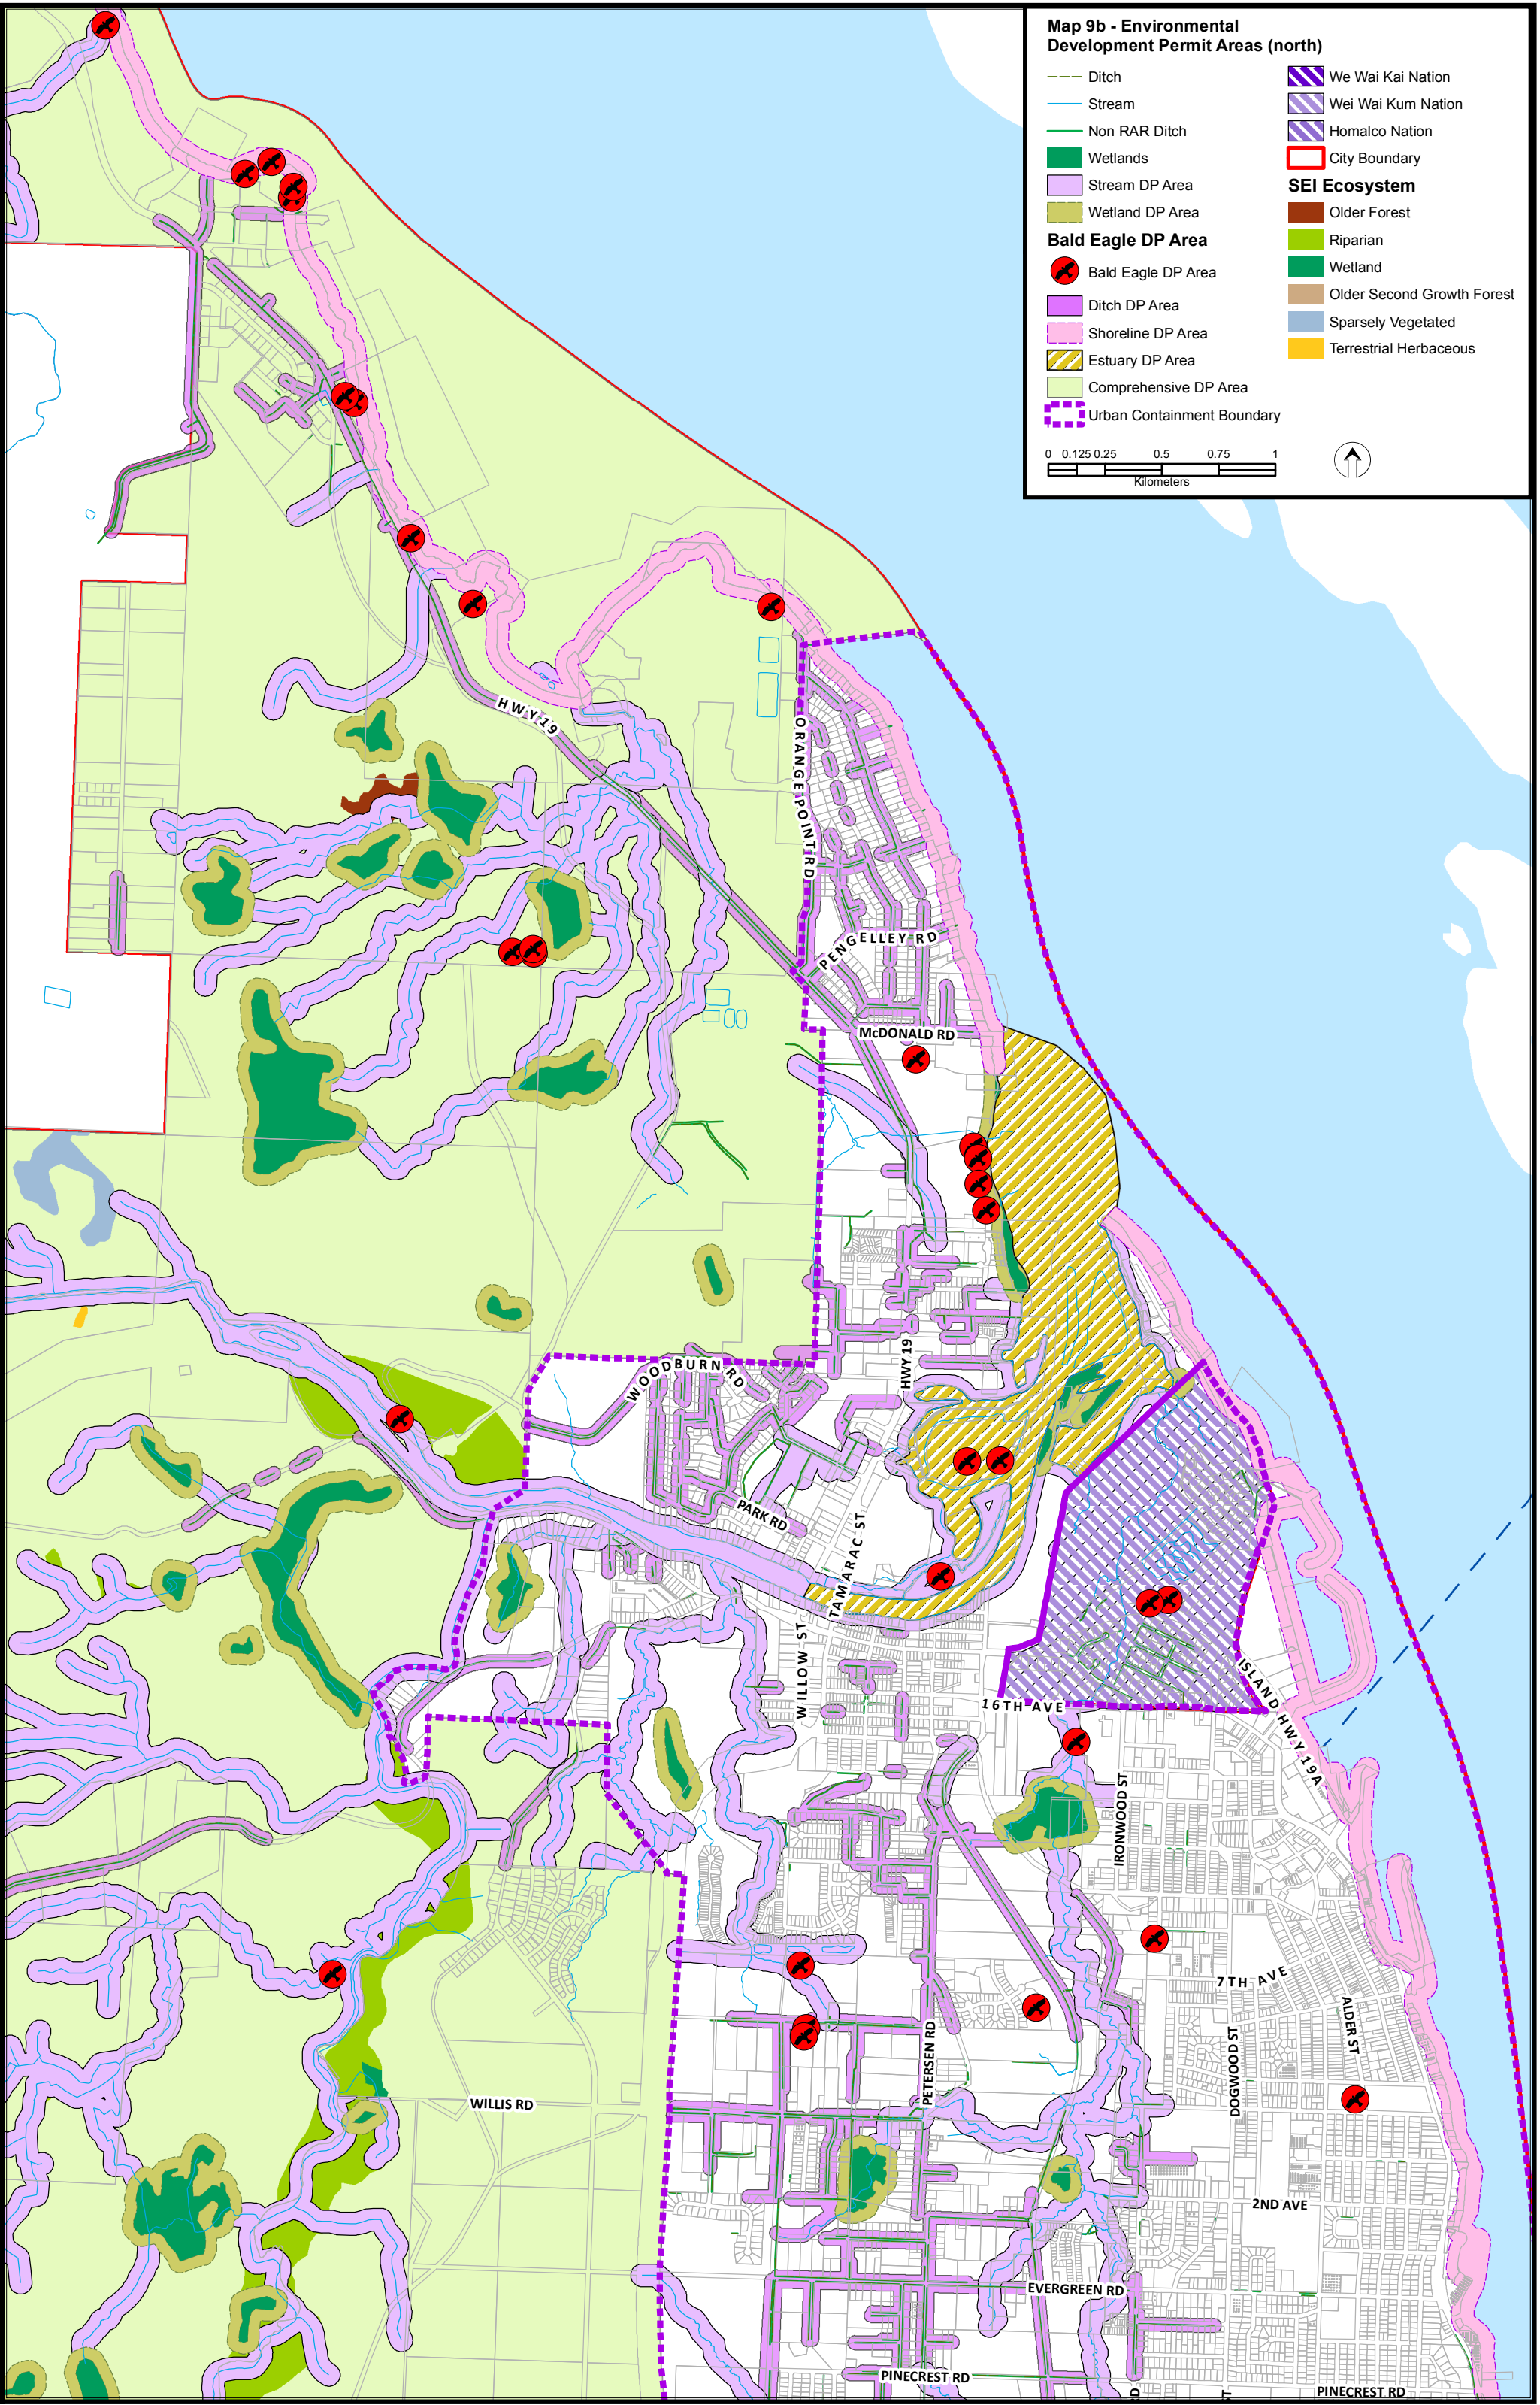 Map 9b - Environmental
Development Permit Areas (north)
Ditch
Stream
Non RAR Ditch
Wetlands
Stream DP Area
Wetland DP Area
Bald Eagle DP Area
Bald Eagle DP Area
Ditch DP Area
Shoreline DP Area
Estuary DP Area
Comprehensive DP Area
Urban Containment Boundary
We Wai Kai Nation
Wei Wai Kum Nation
Homalco Nation
City Boundary
SEI Ecosystem
Older Forest
Riparian
Wetland
Older Second Growth Forest
Sparsely Vegetated
Terrestrial Herbaceous
0 0.125 0.25 0.5 0.75 1
Kilometers
HWY 19
ORANGE POINT RD
PENGELLEY RD
McDONALD RD
HWY 19
WOODBURN RD
PARK RD
TAMARAC ST
WILLOW ST
16TH AVE
ISLAND HWY 19A
IRONWOOD ST
7TH AVE
ALDER ST
DOGWOOD ST
PETERSEN RD
WILLIS RD
2ND AVE
EVERGREEN RD
PINECREST RD
RD
ST
PINECREST RD